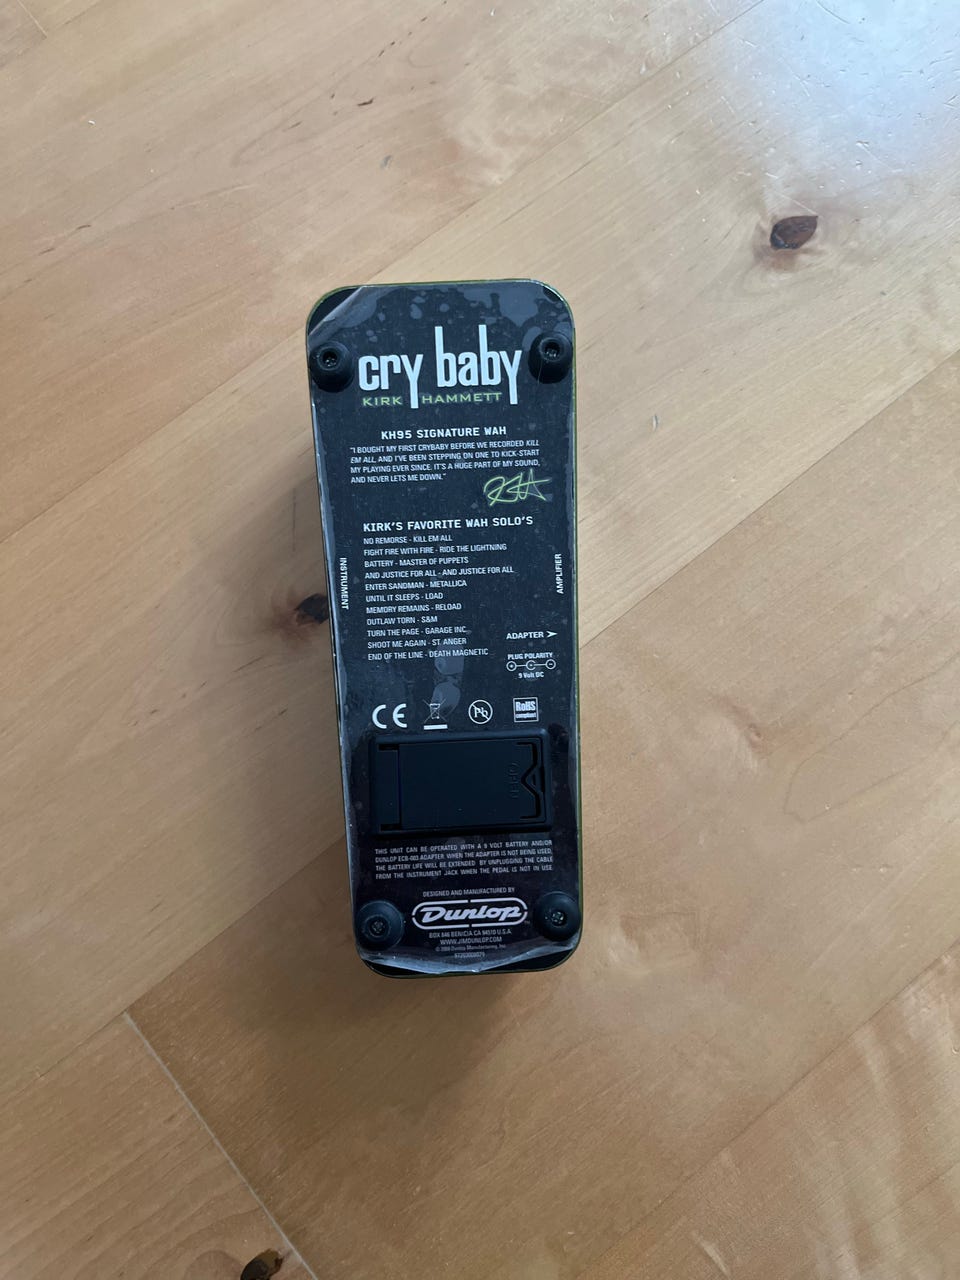 cry baby
KIRK HAMMETT
KH95 SIGNATURE WAH
"I BOUGHT MY FIRST CRYBABY BEFORE WE RECORDED KILL
EM ALL, AND I'VE BEEN STEPPING ON ONE TO KICK-START
MY PLAYING EVER SINCE. IT'S A HUGE PART OF MY SOUND,
AND NEVER LETS ME DOWN."
KIRK'S FAVORITE WAH SOLO'S
NO REMORSE - KILL EM ALL
FIGHT FIRE WITH FIRE - RIDE THE LIGHTNING
BATTERY - MASTER OF PUPPETS
AND JUSTICE FOR ALL - AND JUSTICE FOR ALL
ENTER SANDMAN - METALLICA
UNTIL IT SLEEPS - LOAD
MEMORY REMAINS - RELOAD
OUTLAW TORN - S&M
TURN THE PAGE - GARAGE INC.
SHOOT ME AGAIN - ST. ANGER
END OF THE LINE - DEATH MAGNETIC
INSTRUMENT
AMPLIFIER
ADAPTER
PLUG POLARITY
9 Volt DC
CE
Pb
RoHS
compliant
OPEN
THIS UNIT CAN BE OPERATED WITH A 9 VOLT BATTERY AND/OR
DUNLOP ECB-003 ADAPTER. WHEN THE ADAPTER IS NOT BEING USED,
THE BATTERY LIFE WILL BE EXTENDED BY UNPLUGGING THE CABLE
FROM THE INSTRUMENT JACK WHEN THE PEDAL IS NOT IN USE
DESIGNED AND MANUFACTURED BY
Dunlop
BOX 846 BENICIA CA 94510 U.S.A.
WWW.JIMDUNLOP.COM
Dunlop Manufacturing, Inc.